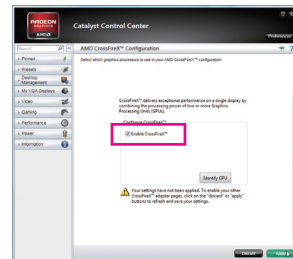 RADEON
GRAPHICS
AMD
Catalyst Control Center
Preferences
Search
AMD CrossFireX™ Configuration
Pinned
Select which graphics processors to use in your AMD CrossFireX™ configuration.
Presets
Desktop
Management
My VGA Displays
Video
Gaming
Performance
Power
Information
CrossFireX™ delivers exceptional performance on a single display by
combining the processing power of two or more Graphics
Processing Units (GPUs).
Configure CrossFireX™
Enable CrossFireX™
Identify GPU
Your settings have not been applied. To enable your other
CrossFireX™ adapter pages, click on the "discard" or "apply"
buttons to refresh and save your settings.
Discard
Apply